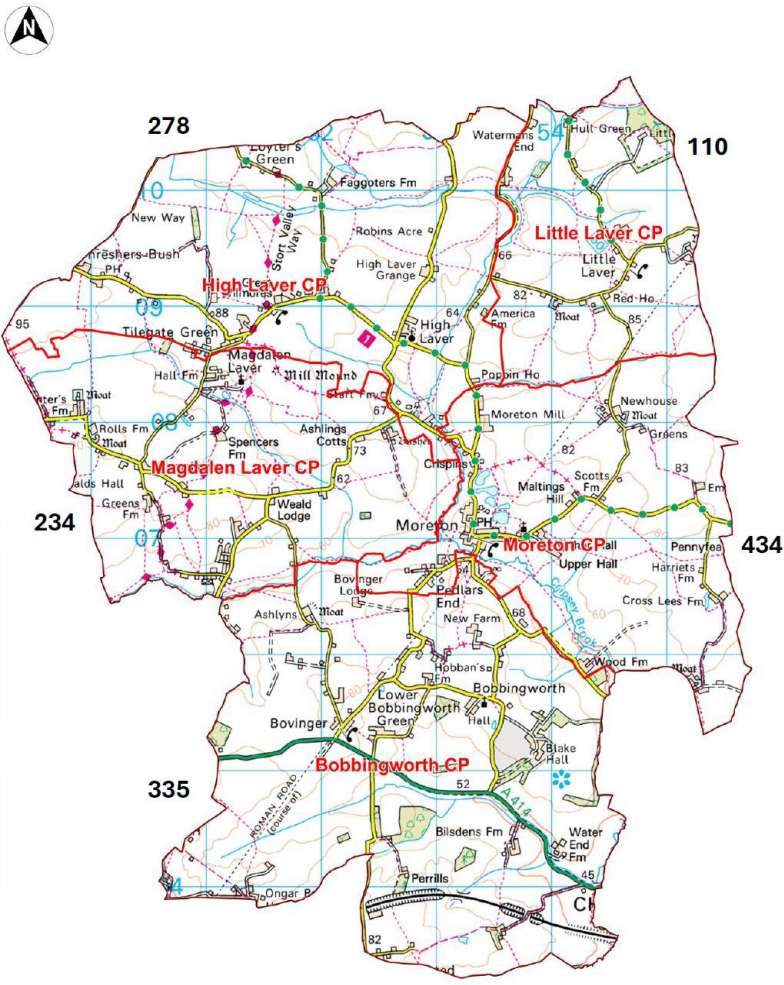 N
278
Loyter's
Green
Watermans
End
54
Hull Green
110
10
Faggoters Fm
New Way
Stort Valley
Way
Robins Acre
Little Laver CP
High Laver
Grange
66
Little
Laver
PH
High Laver CP
82
Moat
Red Ho
09
88
64
America
Fm
85
95
Tilegate Green
High
Laver
1
Magdalen
Laver
Hall Fm
Mill Mound
Poppin Ho
Moat
67
Moreton Mill
Newhouse
Moat
08
Rolls Fm
Moat
Ashlings
Cotts
Greens
Spencers
Fm
73
82
Magdalen Laver CP
Crispins
83
62
Maltings
Hill
Scotts
Fm
Em
Greens
Fm
Weald
Lodge
234
Moreton
PH
07
Moreton CP
434
Upper Hall
Pennyfea
Harriets
Fm
Bovinger
Lodge
Pedlars
End
Cripsey Brook
Cross Lees Fm
60
Ashlyns
Moat
New Farm
68
Wood Fm
Moat
Hobban's
Fm
80
Lower
Bobbingworth
Green
Bobbingworth
Hall
Bovinger
Blake
Hall
Bobbingworth CP
335
52
A414
ROMAN ROAD
(course of)
Bilsdens Fm
Water
End
Fm
Perrills
45
Ongar P
82